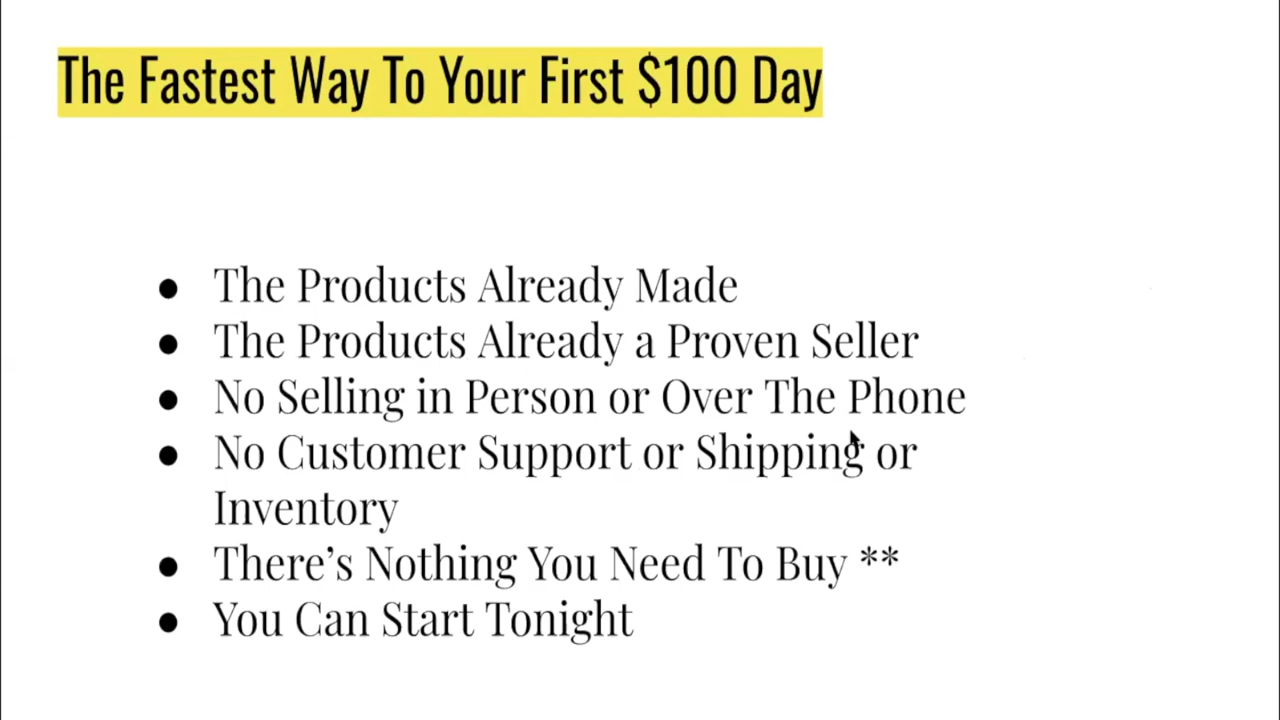 The Fastest Way To Your First $100 Day
● The Products Already Made
● The Products Already a Proven Seller
● No Selling in Person or Over The Phone
● No Customer Support or Shipping or
Inventory
● There’s Nothing You Need To Buy **
● You Can Start Tonight